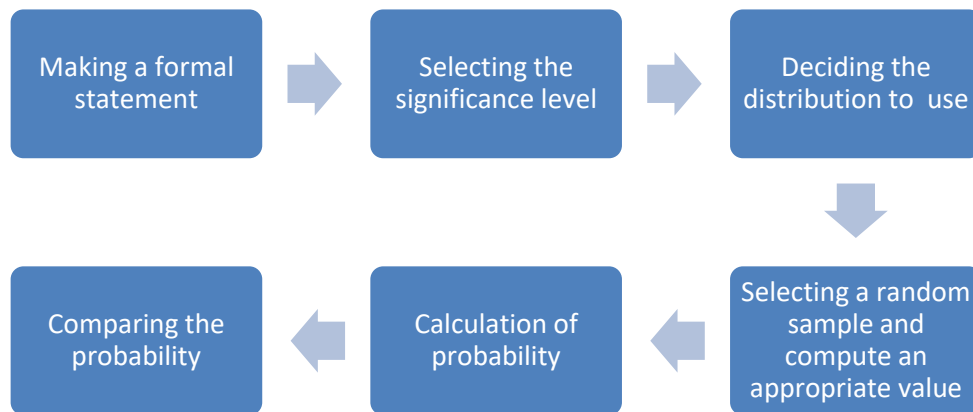 Making a formal
statement
Selecting the
significance level
Deciding the
distribution to  use
Selecting a random
sample and
compute an
appropriate value
Calculation of
probability
Comparing the
probability